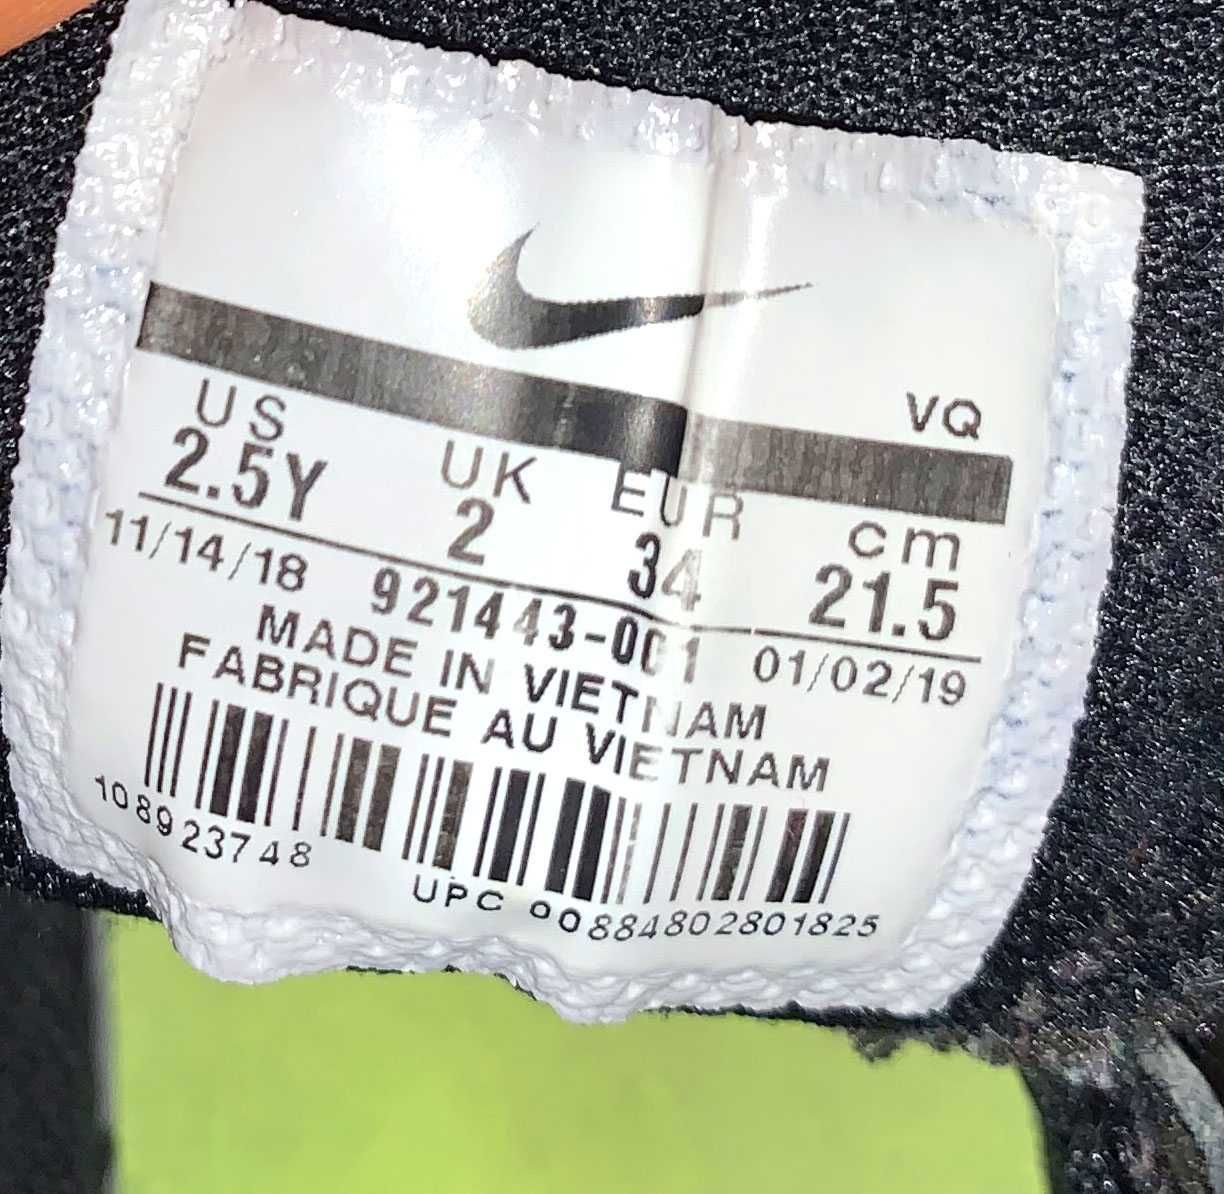 VQ
US UK EUR cm
2.5Y 2 34 21.5
11/14/18 921443-001 01/02/19
MADE IN VIETNAM
FABRIQUE AU VIETNAM
108923748
UPC 00884802801825